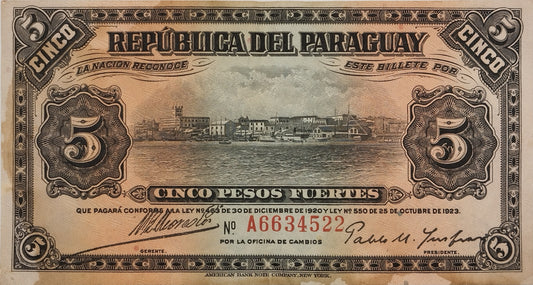 5 5
CINCO CINCO
REPÚBLICA DEL PARAGUAY
LA NACION RECONOCE ESTE BILLETE POR
5 5
CINCO PESOS FUERTES
QUE PAGARÁ CONFORME A LA LEY Nº 463 DE 30 DE DICIEMBRE DE 1920 Y LEY Nº 550 DE 25 DE OCTUBRE DE 1923.
Nº A6634522
POR LA OFICINA DE CAMBIOS
Pablo M.
GERENTE. PRESIDENTE.
5 5
AMERICAN BANK NOTE COMPANY, NEW YORK.